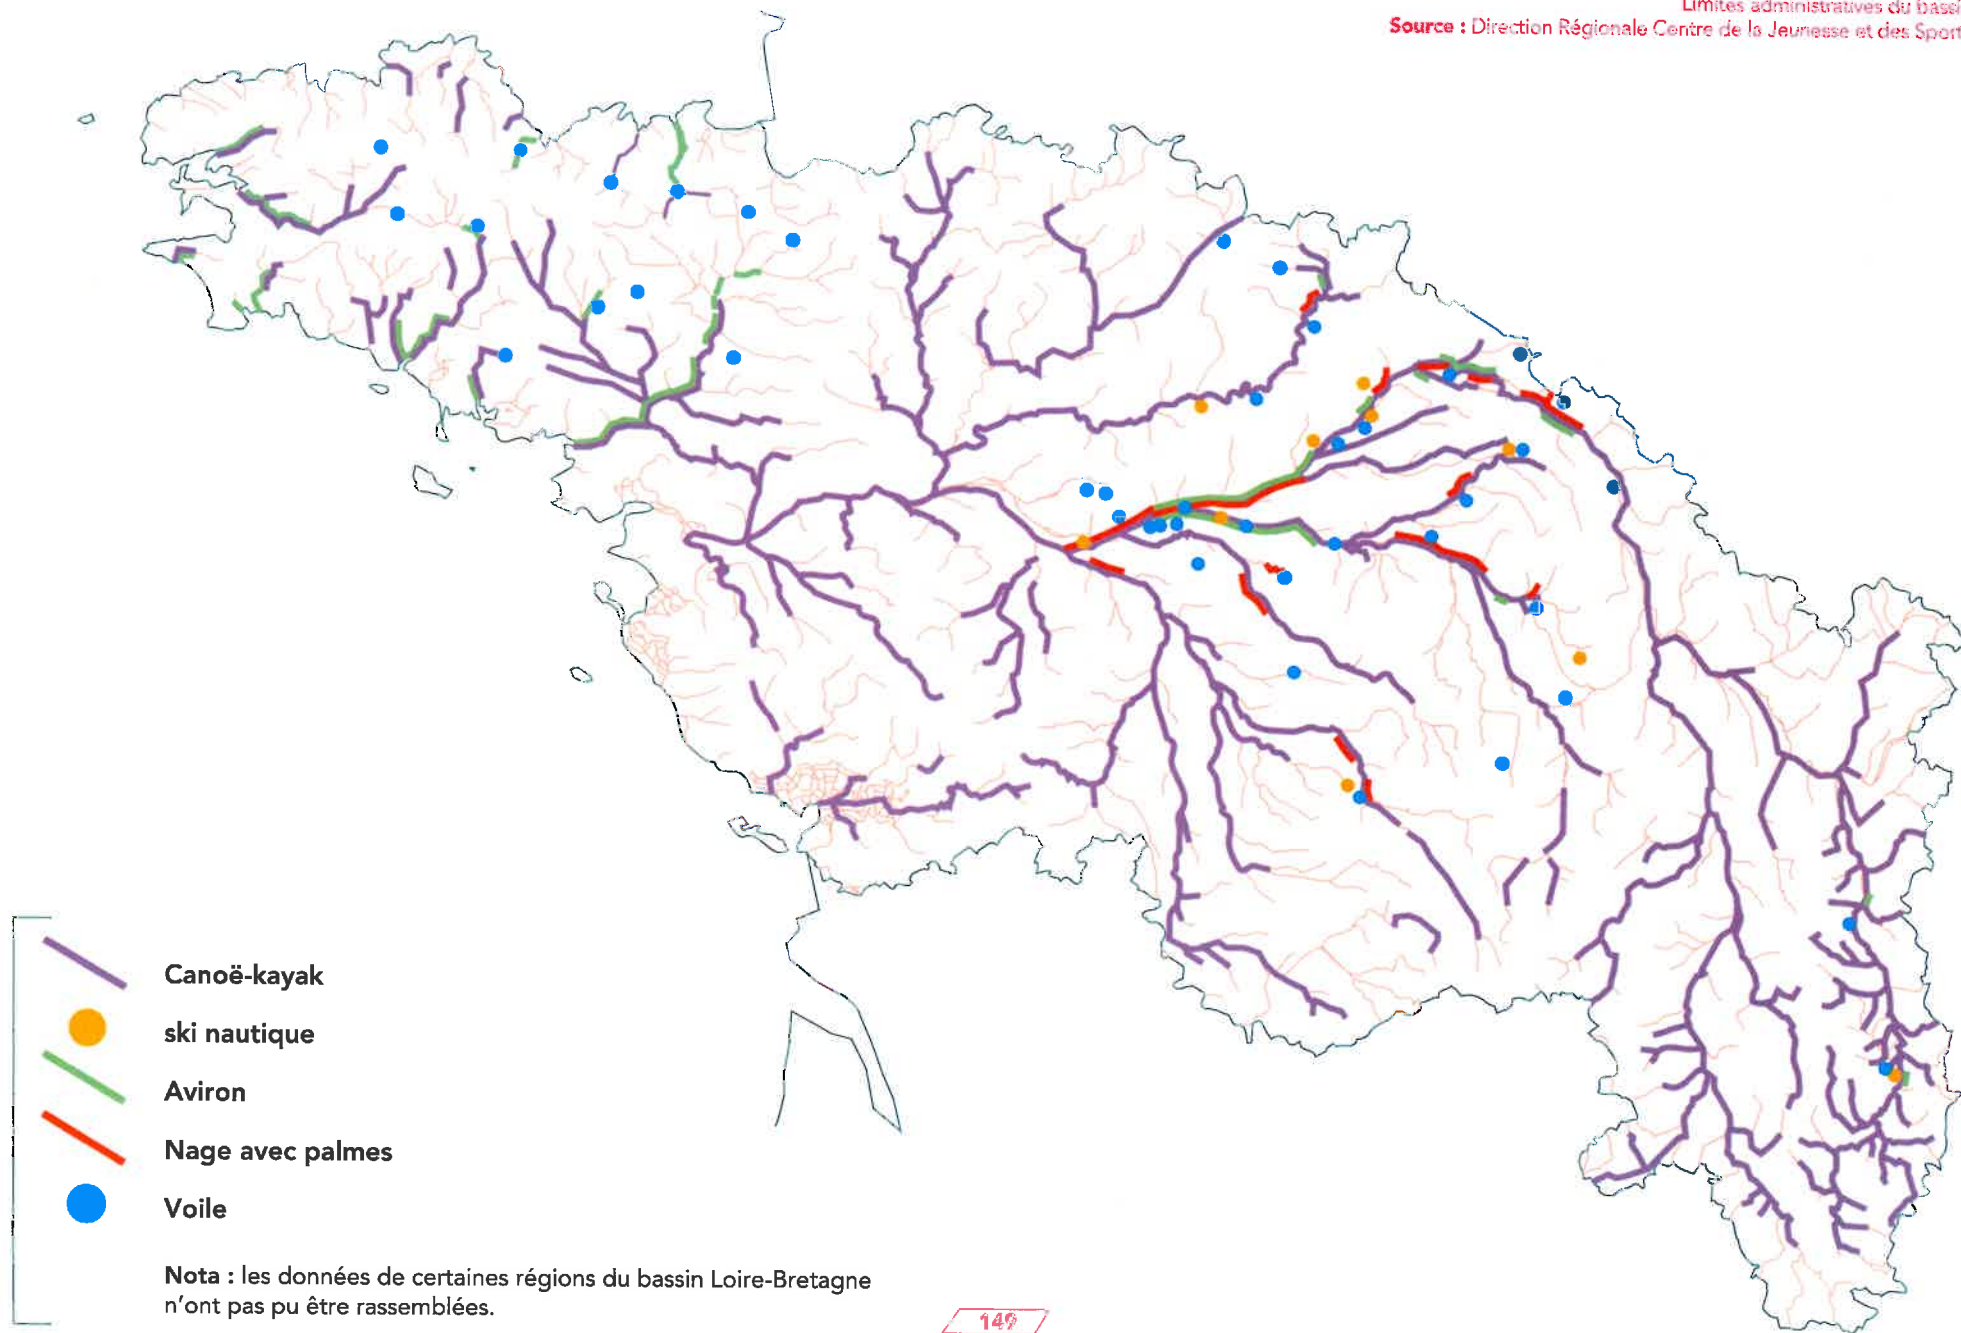 Limites administratives du bassi
Source : Direction Régionale Centre de la Jeunesse et des Sport
Canoë-kayak
ski nautique
Aviron
Nage avec palmes
Voile
Nota : les données de certaines régions du bassin Loire-Bretagne
n'ont pas pu être rassemblées.
149